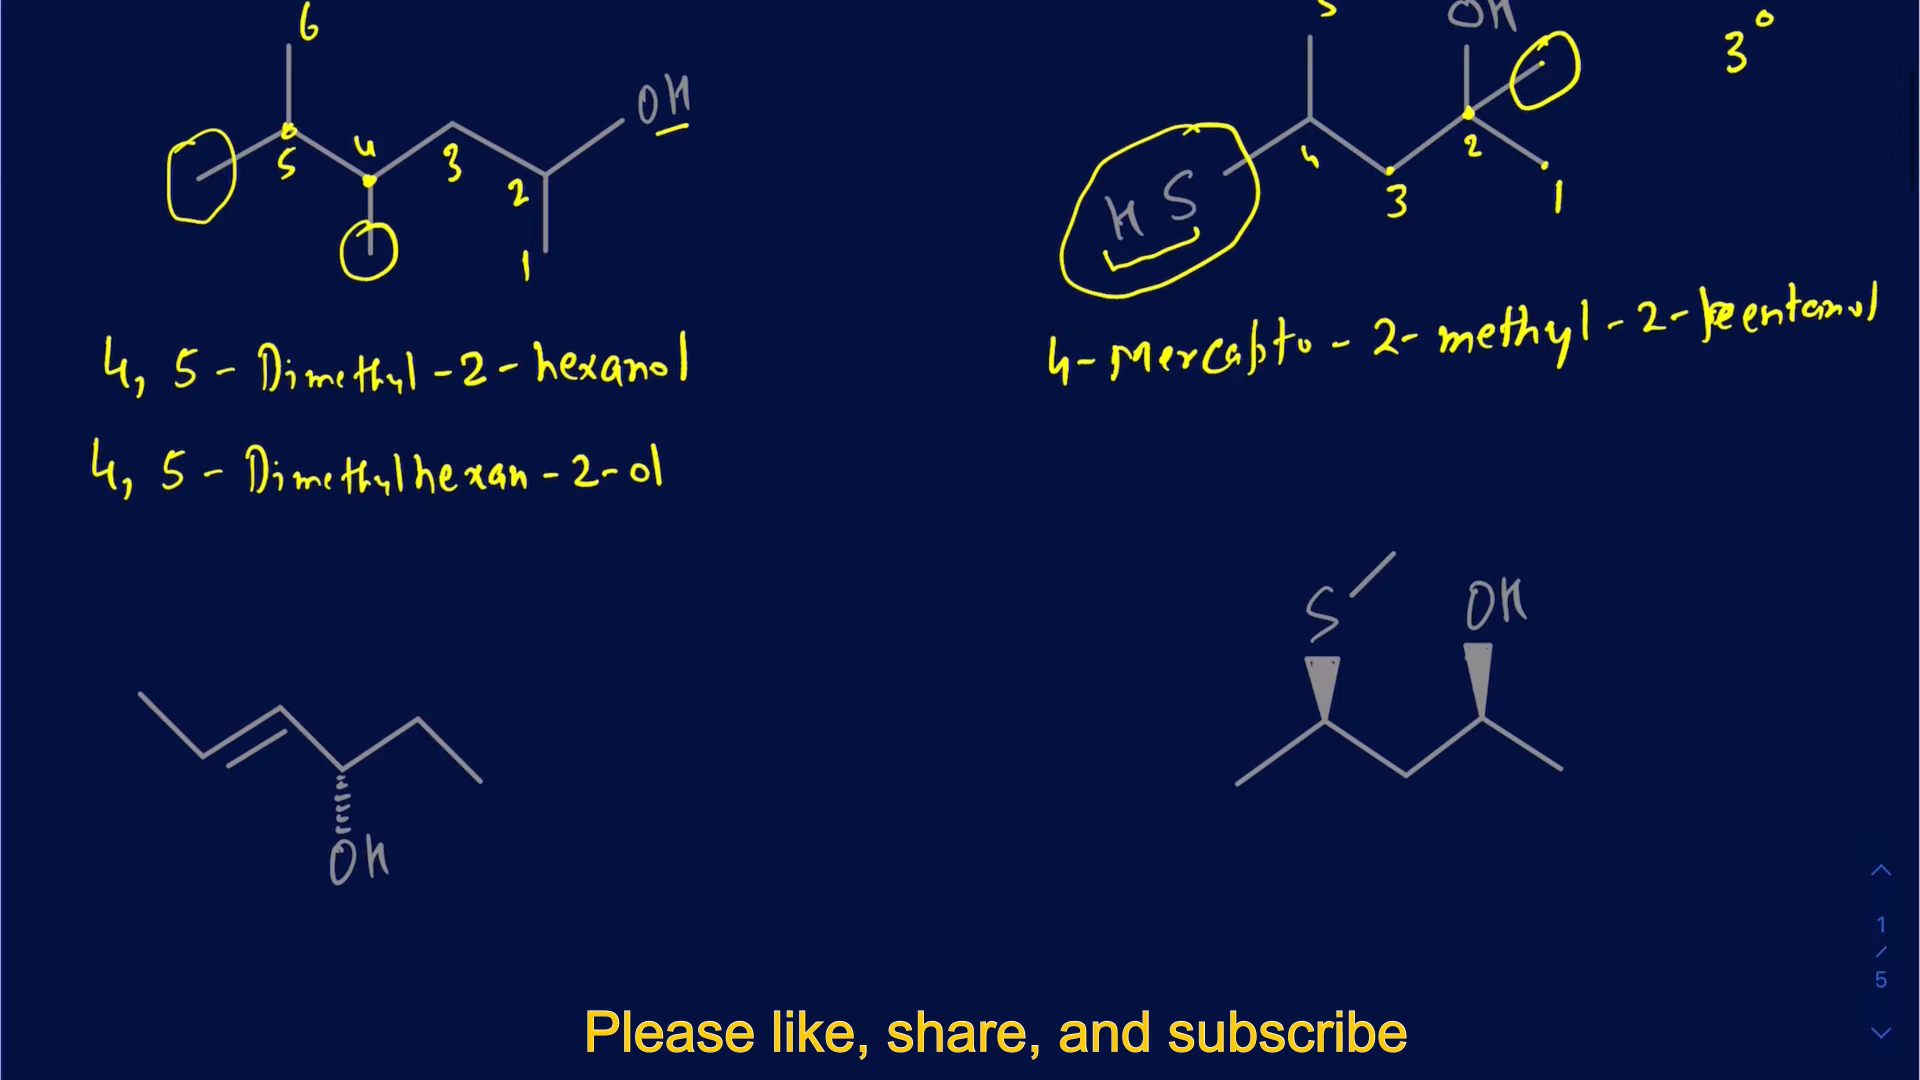 6
5
OH
3°
OH
5
4
3
2
1
HS
4
3
2
1
4, 5 - Dimethyl - 2 - hexanol
4 - Mercapto - 2 - methyl - 2 - pentanol
4, 5 - Dimethylhexan - 2 - ol
S
OH
OH
1
/
5
Please like, share, and subscribe